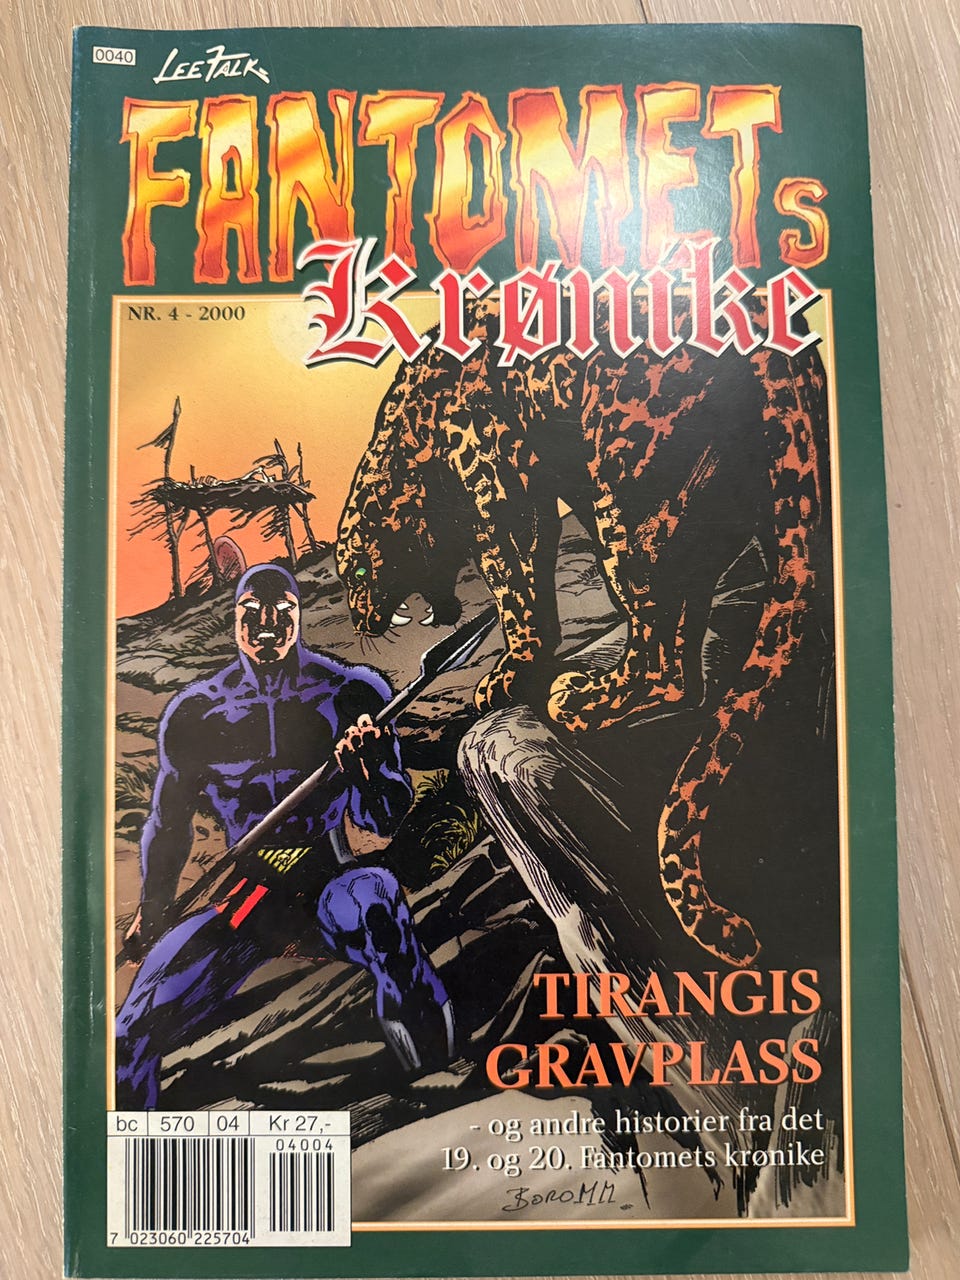 0040
LEE FALK
FANTOMETs
Krønike
NR. 4 - 2000
TIRANGIS
GRAVPLASS
- og andre historier fra det
19. og 20. Fantomets krønike
BOROMM
bc 570 04 Kr 27,-
04004
7 023060 225704